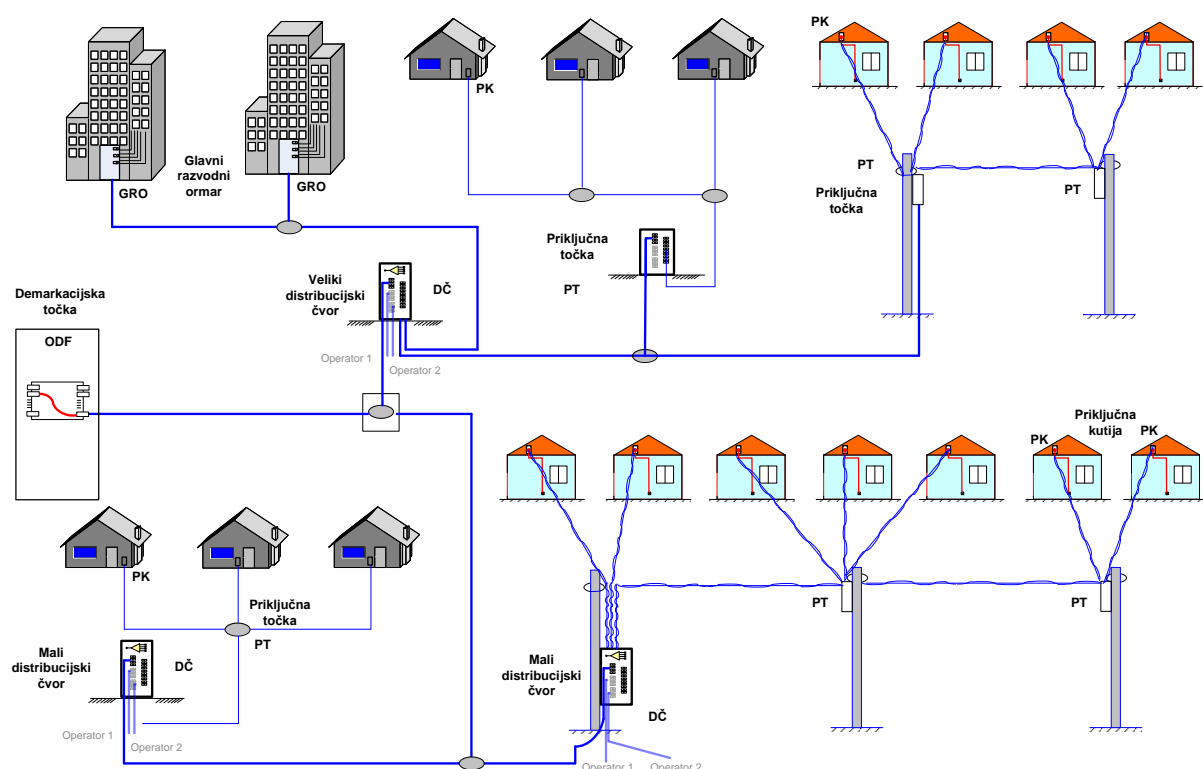 PK
PK
Glavni
razvodni
ormar
GRO
GRO
PT
Priključna
točka
PT
Priključna
točka
PT
Veliki
distribucijski
čvor
DČ
Demarkacijska
točka
ODF
Operator 1
Operator 2
Priključna
kutija
PK
PK
PK
Priključna
točka
PT
Mali
distribucijski
čvor
DČ
Operator 1
Operator 2
PT
PT
Mali
distribucijski
čvor
DČ
Operator 1
Operator 2